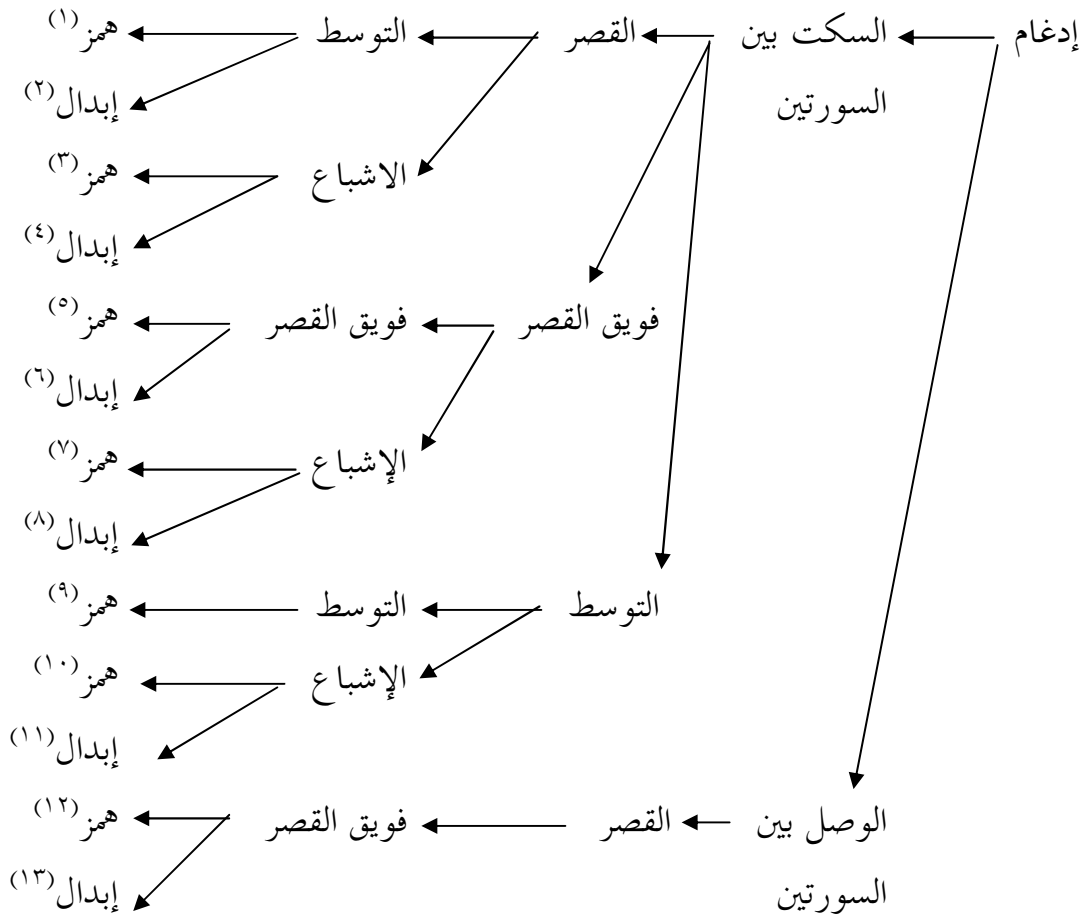 إدغام السكت بين القصر التوسط همز(١)
السورتين إبدال(٢)
الاشباع همز(٣)
إبدال(٤)
فويق القصر فويق القصر همز(٥)
إبدال(٦)
الإشباع همز(٧)
إبدال(٨)
التوسط التوسط همز(٩)
الإشباع همز(١٠)
إبدال(١١)
الوصل بين القصر فويق القصر همز(١٢)
السورتين إبدال(١٣)